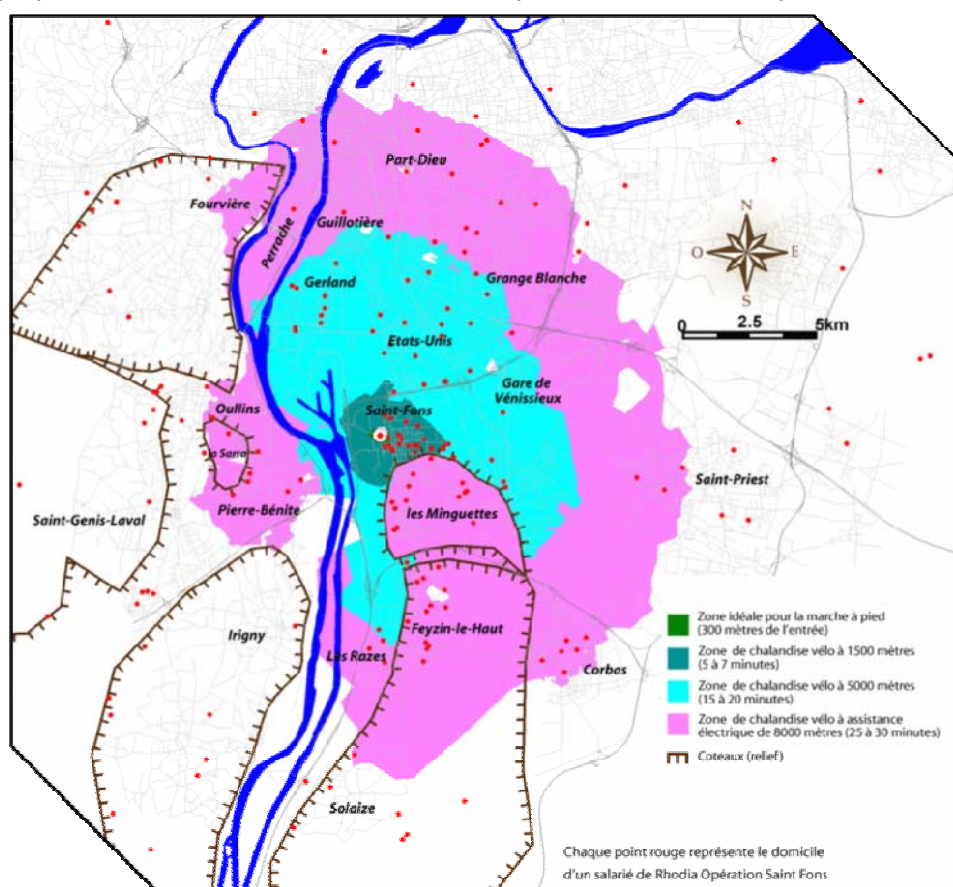 Part-Dieu
Fourvière
Guillotière
Perrache
N
O
E
S
Gerland
Grange Blanche
0 2.5 5km
Etats-Unis
Gare de
Vénissieux
Oullins
Saint-Fons
a Sarra
Saint-Priest
Saint-Genis-Laval
Pierre-Bénite
les Minguettes
Irigny
Feyzin-le-Haut
Las Razes
Corbas
Solaize
Zone idéale pour la marche à pied
(300 mètres de l'entrée)
Zone de chalandise vélo à 1500 mètres
(5 à 7 minutes)
Zone de chalandise vélo à 5000 mètres
(15 à 20 minutes)
Zone de chalandise vélo à assistance
électrique de 8000 mètres (25 à 30 minutes)
Coteaux (relief)
Chaque point rouge représente le domicile
d'un salarié de Rhodia Opération Saint Fons